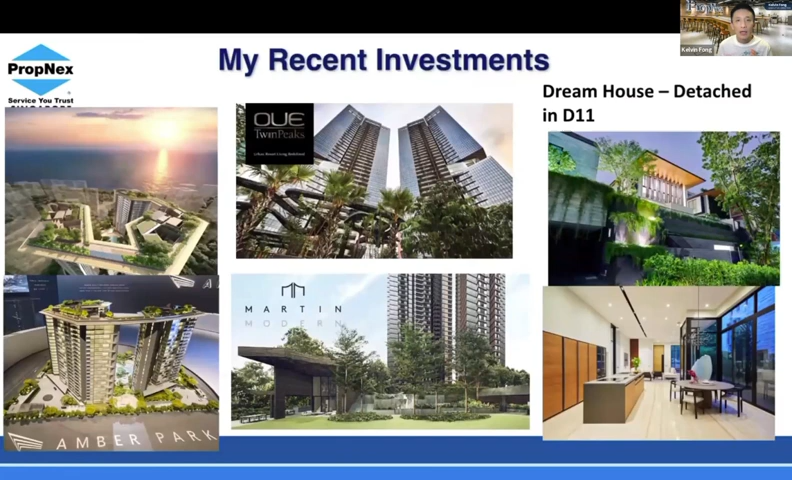 My Recent Investments
PropNex
Service You Trust
Kelvin Fong
Dream House – Detached
in D11
OUE
TwinPeaks
MARTIN
MODERN
AMBER PARK